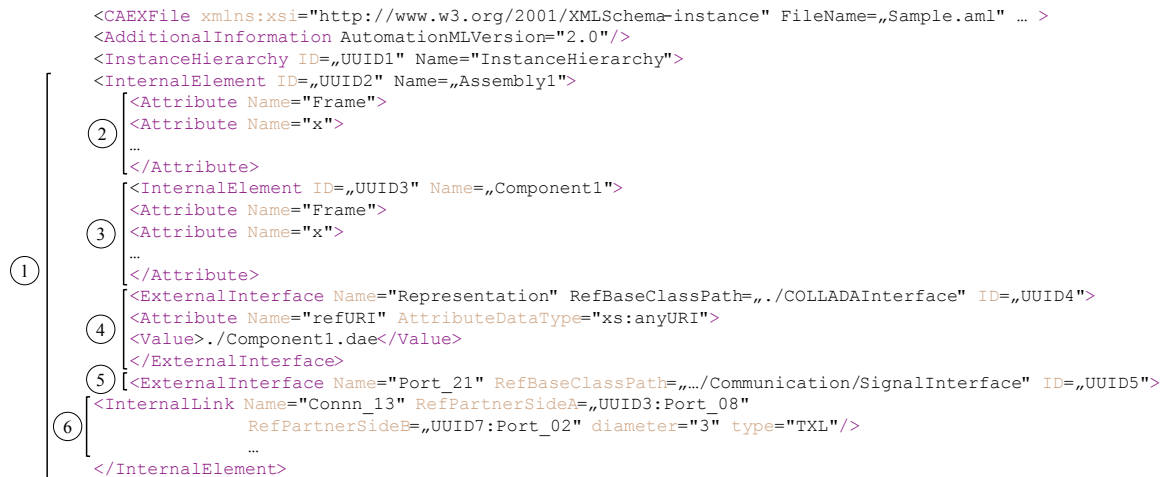 <CAEXFile xmlns:xsi="http://www.w3.org/2001/XMLSchema-instance" FileName=„Sample.aml" … >
<AdditionalInformation AutomationMLVersion="2.0"/>
<InstanceHierarchy ID=„UUID1" Name="InstanceHierarchy">
<InternalElement ID=„UUID2" Name=„Assembly1">
<Attribute Name="Frame">
2 <Attribute Name="x">
…
</Attribute>
<InternalElement ID=„UUID3" Name=„Component1">
<Attribute Name="Frame">
3 <Attribute Name="x">
…
1 </Attribute>
<ExternalInterface Name="Representation" RefBaseClassPath=„./COLLADAInterface" ID=„UUID4">
4 <Attribute Name="refURI" AttributeDataType="xs:anyURI">
<Value>./Component1.dae</Value>
</ExternalInterface>
5 <ExternalInterface Name="Port_21" RefBaseClassPath=„…/Communication/SignalInterface" ID=„UUID5">
<InternalLink Name="Connn_13" RefPartnerSideA=„UUID3:Port_08"
6 RefPartnerSideB=„UUID7:Port_02" diameter="3" type="TXL"/>
…
</InternalElement>